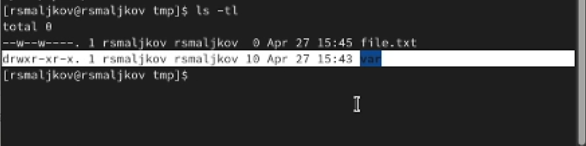 [rsmaljkov@rsmaljkov tmp]$ ls -tl
total 0
--w--w----. 1 rsmaljkov rsmaljkov  0 Apr 27 15:45 file.txt
drwxr-xr-x. 1 rsmaljkov rsmaljkov 10 Apr 27 15:43 var
[rsmaljkov@rsmaljkov tmp]$